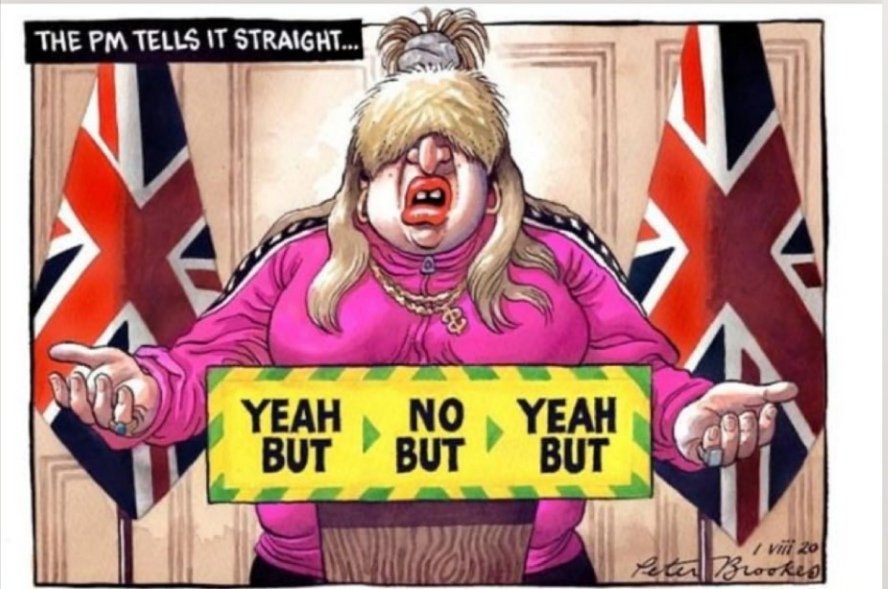 THE PM TELLS IT STRAIGHT...
YEAH NO YEAH
BUT BUT BUT
1 viii 20
Peter Brookes